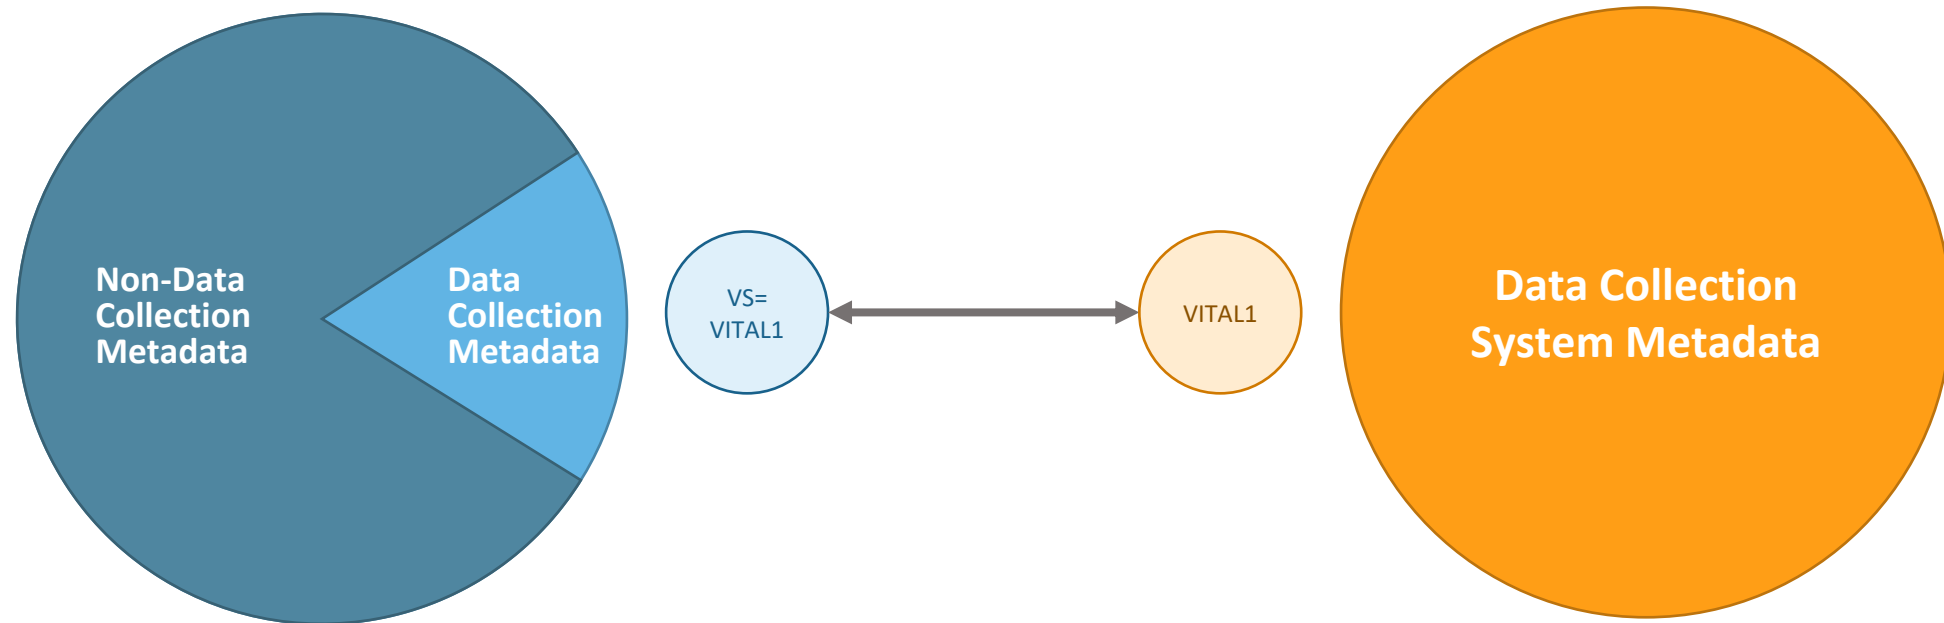 Non-Data
Collection
Metadata
Data
Collection
Metadata
VS=
VITAL1
VITAL1
Data Collection
System Metadata